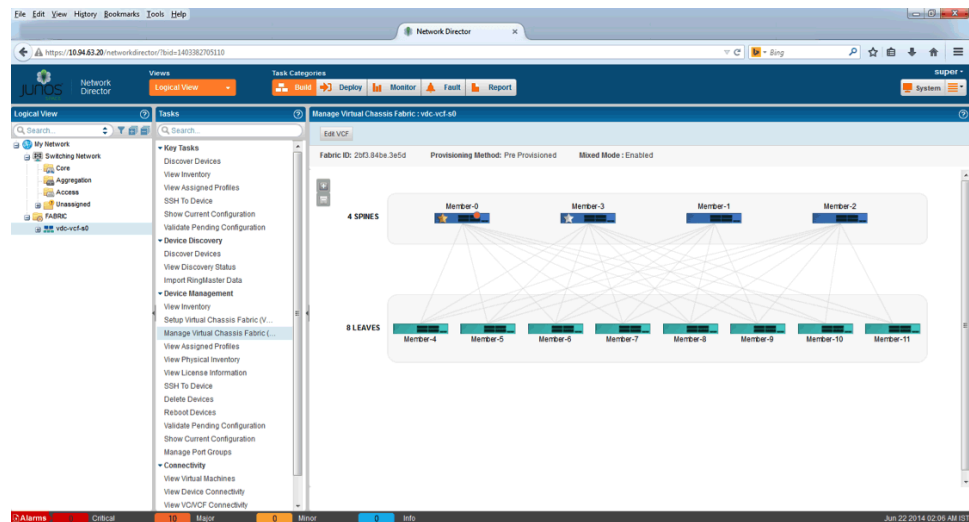 File Edit View History Bookmarks Tools Help
Network Director ×
https://10.94.63.20/networkdirector/?bid=1403382705110
Bing
JUNOS
Network Director
Views
Logical View
Task Categories
Build Deploy Monitor Fault Report
super
System
Logical View
Search...
My Network
Switching Network
Core
Aggregation
Access
Unassigned
FABRIC
vdc-vcf-s0
Tasks
Search...
Key Tasks
Discover Devices
View Inventory
View Assigned Profiles
SSH To Device
Show Current Configuration
Validate Pending Configuration
Device Discovery
Discover Devices
View Discovery Status
Import RingMaster Data
Device Management
View Inventory
Setup Virtual Chassis Fabric (V...
Manage Virtual Chassis Fabric (...
View Assigned Profiles
View Physical Inventory
View License Information
SSH To Device
Delete Devices
Reboot Devices
Validate Pending Configuration
Show Current Configuration
Manage Port Groups
Connectivity
View Virtual Machines
View Device Connectivity
View VC/VCF Connectivity
Manage Virtual Chassis Fabric : vdc-vcf-s0
Edit VCF
Fabric ID: 2bf3.84be.3e5d Provisioning Method: Pre Provisioned Mixed Mode : Enabled
4 SPINES
Member-0 Member-3 Member-1 Member-2
8 LEAVES
Member-4 Member-5 Member-6 Member-7 Member-8 Member-9 Member-10 Member-11
Alarms Critical 10 Major 0 Minor 0 Info
Jun 22 2014 02:06 AM IST